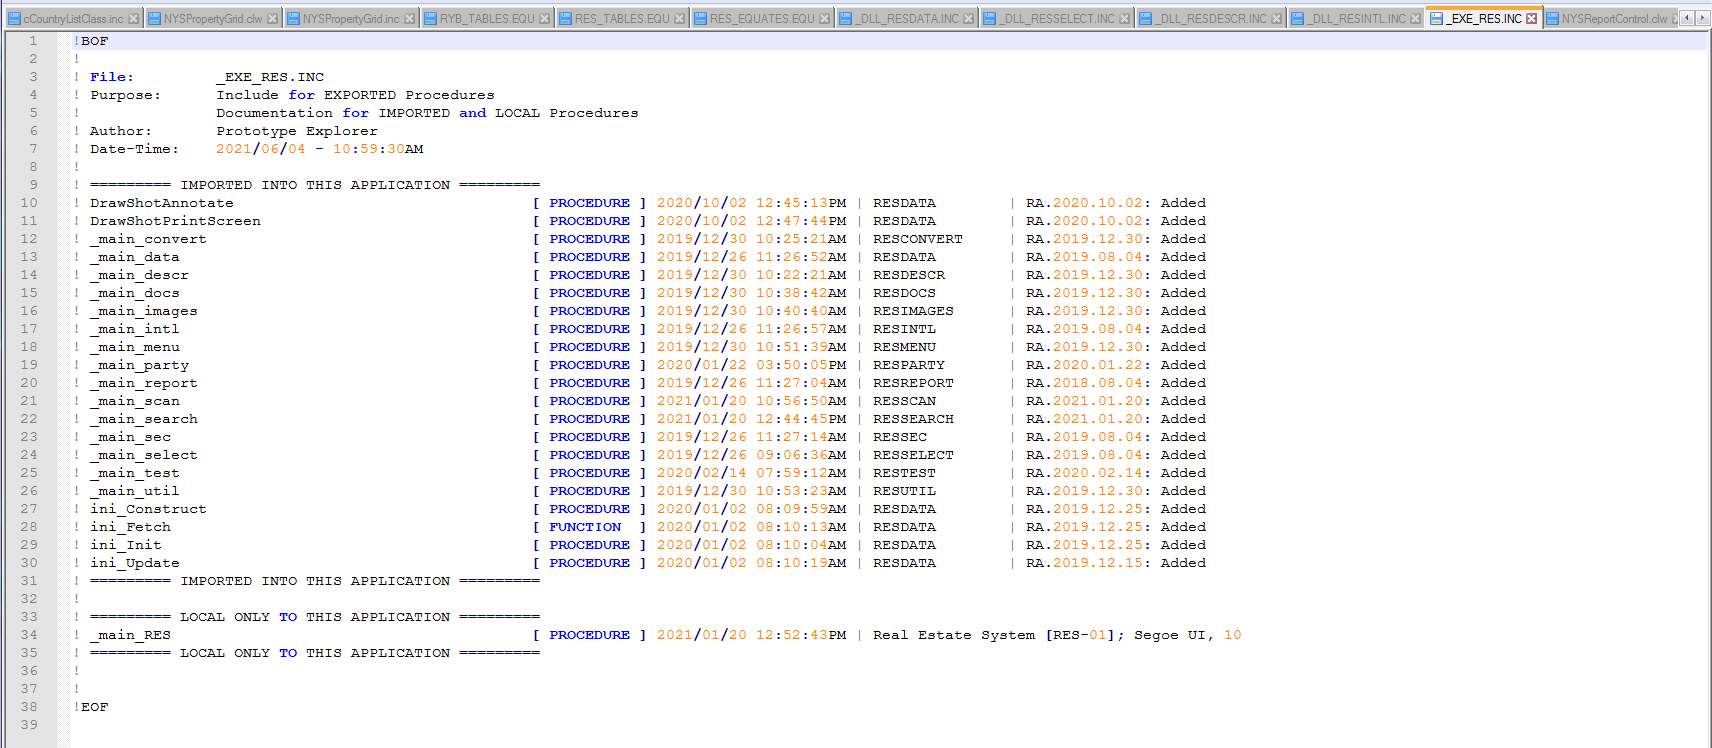 cCountryListClass.inc NYSPropertyGrid.clw NYSPropertyGrid.inc RYB_TABLES.EQU RES_TABLES.EQU RES_EQUATES.EQU _DLL_RESDATA.INC _DLL_RESSELECT.INC _DLL_RESDESCR.INC _DLL_RESINTL.INC _EXE_RES.INC NYSReportControl.clw
1 !BOF
2 !
3 ! File: _EXE_RES.INC
4 ! Purpose: Include for EXPORTED Procedures
5 ! Documentation for IMPORTED and LOCAL Procedures
6 ! Author: Prototype Explorer
7 ! Date-Time: 2021/06/04 - 10:59:30AM
8 !
9 ! ========= IMPORTED INTO THIS APPLICATION =========
10 ! DrawShotAnnotate [ PROCEDURE ] 2020/10/02 12:45:13PM | RESDATA | RA.2020.10.02: Added
11 ! DrawShotPrintScreen [ PROCEDURE ] 2020/10/02 12:47:44PM | RESDATA | RA.2020.10.02: Added
12 ! _main_convert [ PROCEDURE ] 2019/12/30 10:25:21AM | RESCONVERT | RA.2019.12.30: Added
13 ! _main_data [ PROCEDURE ] 2019/12/26 11:26:52AM | RESDATA | RA.2019.08.04: Added
14 ! _main_descr [ PROCEDURE ] 2019/12/30 10:22:21AM | RESDESCR | RA.2019.12.30: Added
15 ! _main_docs [ PROCEDURE ] 2019/12/30 10:38:42AM | RESDOCS | RA.2019.12.30: Added
16 ! _main_images [ PROCEDURE ] 2019/12/30 10:40:40AM | RESIMAGES | RA.2019.12.30: Added
17 ! _main_intl [ PROCEDURE ] 2019/12/26 11:26:57AM | RESINTL | RA.2019.08.04: Added
18 ! _main_menu [ PROCEDURE ] 2019/12/30 10:51:39AM | RESMENU | RA.2019.12.30: Added
19 ! _main_party [ PROCEDURE ] 2020/01/22 03:50:05PM | RESPARTY | RA.2020.01.22: Added
20 ! _main_report [ PROCEDURE ] 2019/12/26 11:27:04AM | RESREPORT | RA.2018.08.04: Added
21 ! _main_scan [ PROCEDURE ] 2021/01/20 10:56:50AM | RESSCAN | RA.2021.01.20: Added
22 ! _main_search [ PROCEDURE ] 2021/01/20 12:44:45PM | RESSEARCH | RA.2021.01.20: Added
23 ! _main_sec [ PROCEDURE ] 2019/12/26 11:27:14AM | RESSEC | RA.2019.08.04: Added
24 ! _main_select [ PROCEDURE ] 2019/12/26 09:06:36AM | RESSELECT | RA.2019.08.04: Added
25 ! _main_test [ PROCEDURE ] 2020/02/14 07:59:12AM | RESTEST | RA.2020.02.14: Added
26 ! _main_util [ PROCEDURE ] 2019/12/30 10:53:23AM | RESUTIL | RA.2019.12.30: Added
27 ! ini_Construct [ PROCEDURE ] 2020/01/02 08:09:59AM | RESDATA | RA.2019.12.25: Added
28 ! ini_Fetch [ FUNCTION ] 2020/01/02 08:10:13AM | RESDATA | RA.2019.12.25: Added
29 ! ini_Init [ PROCEDURE ] 2020/01/02 08:10:04AM | RESDATA | RA.2019.12.25: Added
30 ! ini_Update [ PROCEDURE ] 2020/01/02 08:10:19AM | RESDATA | RA.2019.12.15: Added
31 ! ========= IMPORTED INTO THIS APPLICATION =========
32 !
33 ! ========= LOCAL ONLY TO THIS APPLICATION =========
34 ! _main_RES [ PROCEDURE ] 2021/01/20 12:52:43PM | Real Estate System [RES-01]; Segoe UI, 10
35 ! ========= LOCAL ONLY TO THIS APPLICATION =========
36 !
37 !
38 !EOF
39